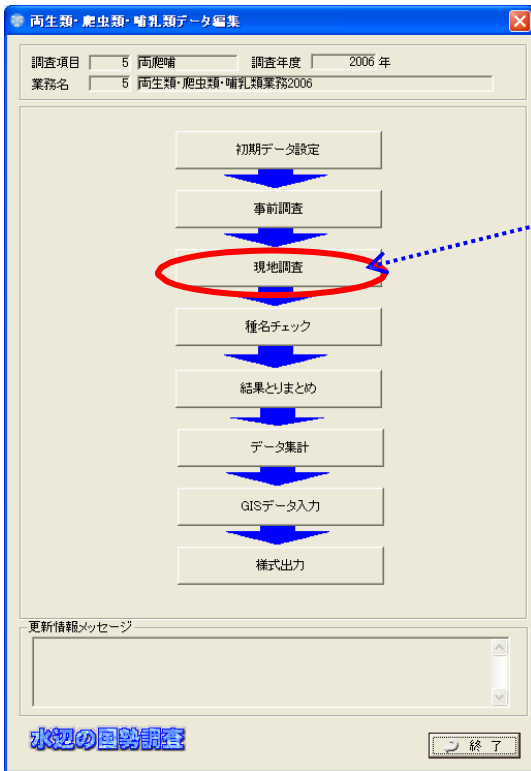 両生類・爬虫類・哺乳類データ編集
調査項目 5 両爬哺 調査年度 2006 年
業務名 5 両生類・爬虫類・哺乳類業務2006
初期データ設定
事前調査
現地調査
種名チェック
結果とりまとめ
データ集計
GISデータ入力
様式出力
更新情報メッセージ
水辺の国勢調査
終 了